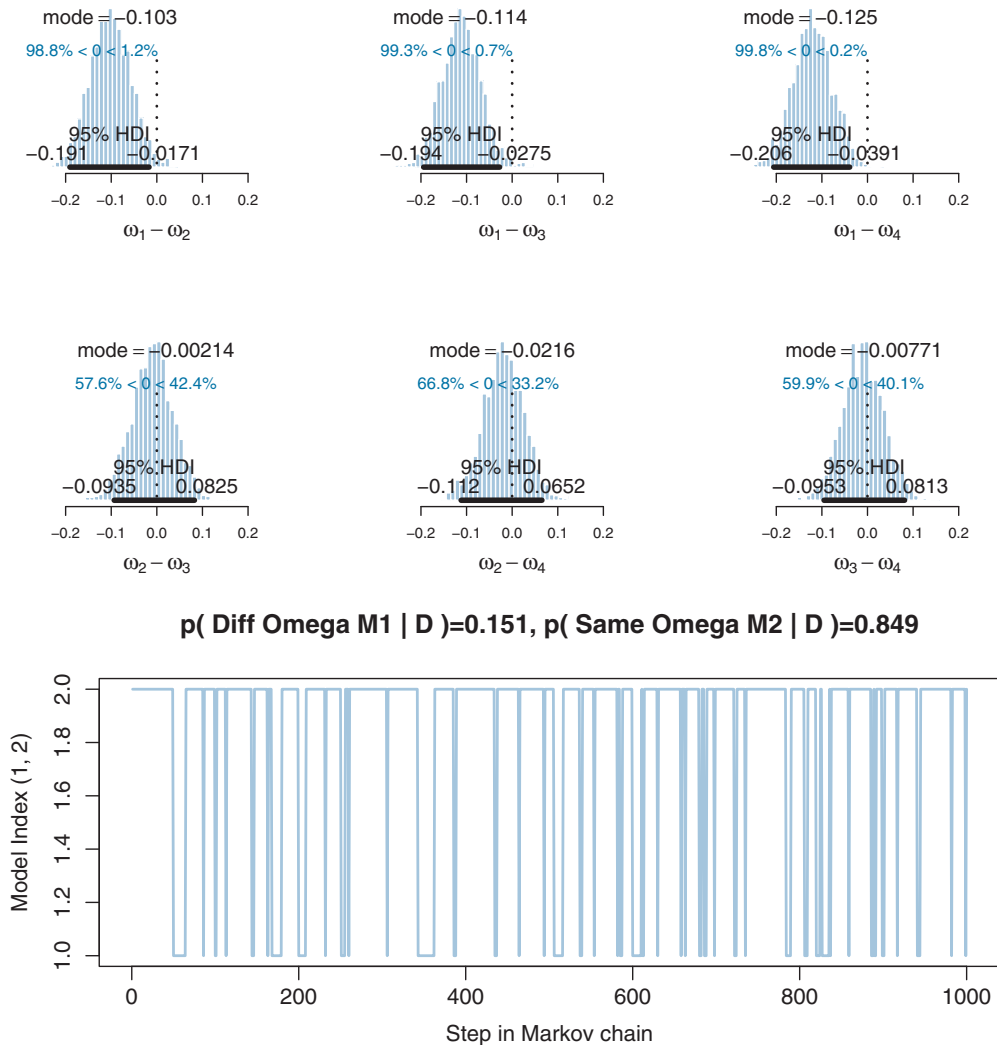 mode = −0.103
98.8% < 0 < 1.2%
95% HDI
−0.191 −0.0171
−0.2 −0.1 0.0 0.1 0.2
ω1 − ω2
mode = −0.114
99.3% < 0 < 0.7%
95% HDI
−0.194 −0.0275
−0.2 −0.1 0.0 0.1 0.2
ω1 − ω3
mode = −0.125
99.8% < 0 < 0.2%
95% HDI
−0.206 −0.0391
−0.2 −0.1 0.0 0.1 0.2
ω1 − ω4
mode = −0.00214
57.6% < 0 < 42.4%
95% HDI
−0.0935 0.0825
−0.2 −0.1 0.0 0.1 0.2
ω2 − ω3
mode = −0.0216
66.8% < 0 < 33.2%
95% HDI
−0.112 0.0652
−0.2 −0.1 0.0 0.1 0.2
ω2 − ω4
mode = −0.00771
59.9% < 0 < 40.1%
95% HDI
−0.0953 0.0813
−0.2 −0.1 0.0 0.1 0.2
ω3 − ω4
p( Diff Omega M1 | D )=0.151, p( Same Omega M2 | D )=0.849
Model Index (1, 2)
2.0
1.8
1.6
1.4
1.2
1.0
0 200 400 600 800 1000
Step in Markov chain